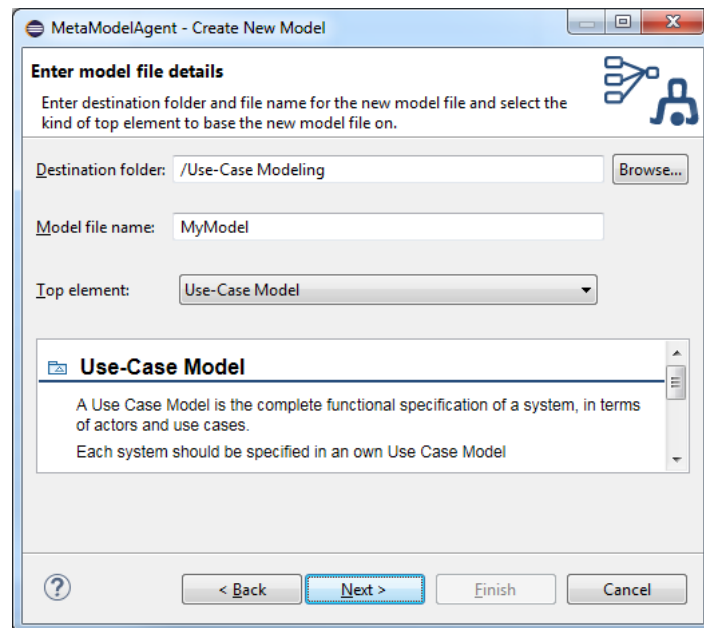 MetaModelAgent - Create New Model
Enter model file details
Enter destination folder and file name for the new model file and select the
kind of top element to base the new model file on.
Destination folder: /Use-Case Modeling Browse...
Model file name: MyModel
Top element: Use-Case Model
Use-Case Model
A Use Case Model is the complete functional specification of a system, in terms
of actors and use cases.
Each system should be specified in an own Use Case Model
? < Back Next > Finish Cancel